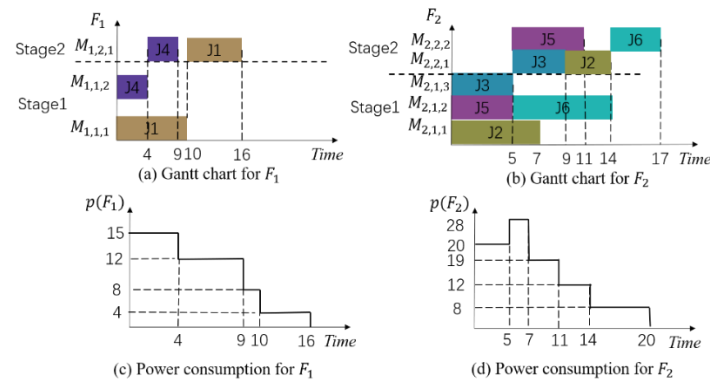 F₁
Stage2 M₁,₂,₁ J4 J1
M₁,₁,₂ J4
Stage1
M₁,₁,₁ J1
4 910 16 Time
(a) Gantt chart for F₁
F₂
M₂,₂,₂ J5 J6
Stage2
M₂,₂,₁ J3 J2
M₂,₁,₃ J3
Stage1 M₂,₁,₂ J5 J6
M₂,₁,₁ J2
5 7 9 11 14 17 Time
(b) Gantt chart for F₂
p(F₁)
15
12
8
4
4 9 10 16 Time
(c) Power consumption for F₁
p(F₂)
28
20
19
12
8
5 7 11 14 20 Time
(d) Power consumption for F₂